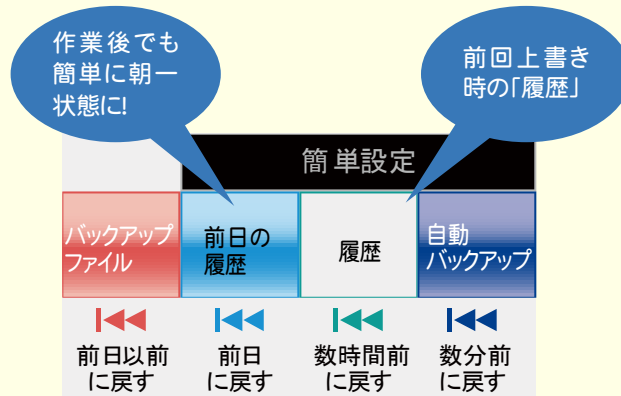 作業後でも
簡単に朝一
状態に!
前回上書き
時の「履歴」
簡単設定
バックアップ
ファイル
前日の
履歴
履歴
自動
バックアップ
前日以前
に戻す
前日
に戻す
数時間前
に戻す
数分前
に戻す